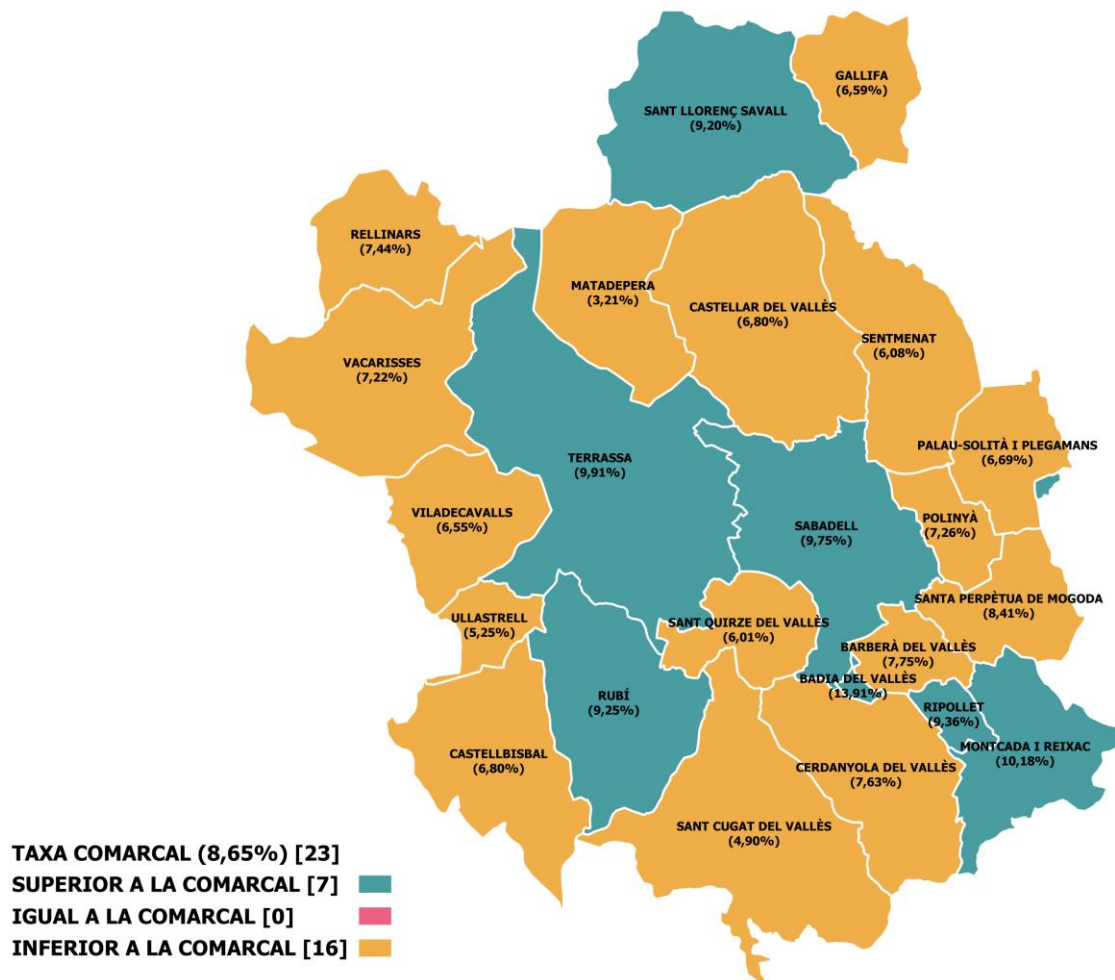 GALLIFA
(6,59%)
SANT LLORENÇ SAVALL
(9,20%)
RELLINARS
(7,44%)
MATADEPERA
(3,21%)
CASTELLAR DEL VALLÈS
(6,80%)
SENTMENAT
(6,08%)
VACARISSES
(7,22%)
PALAU-SOLITÀ I PLEGAMANS
(6,69%)
TERRASSA
(9,91%)
VILADECAVALLS
(6,55%)
SABADELL
(9,75%)
POLINYÀ
(7,26%)
SANTA PERPÈTUA DE MOGODA
(8,41%)
ULLASTRELL
(5,25%)
SANT QUIRZE DEL VALLÈS
(6,01%)
BARBERÀ DEL VALLÈS
(7,75%)
BADIA DEL VALLÈS
(13,91%)
RUBÍ
(9,25%)
RIPOLLET
(9,36%)
MONTCADA I REIXAC
(10,18%)
CASTELLBISBAL
(6,80%)
CERDANYOLA DEL VALLÈS
(7,63%)
SANT CUGAT DEL VALLÈS
(4,90%)
TAXA COMARCAL (8,65%) [23]
SUPERIOR A LA COMARCAL [7]
IGUAL A LA COMARCAL [0]
INFERIOR A LA COMARCAL [16]